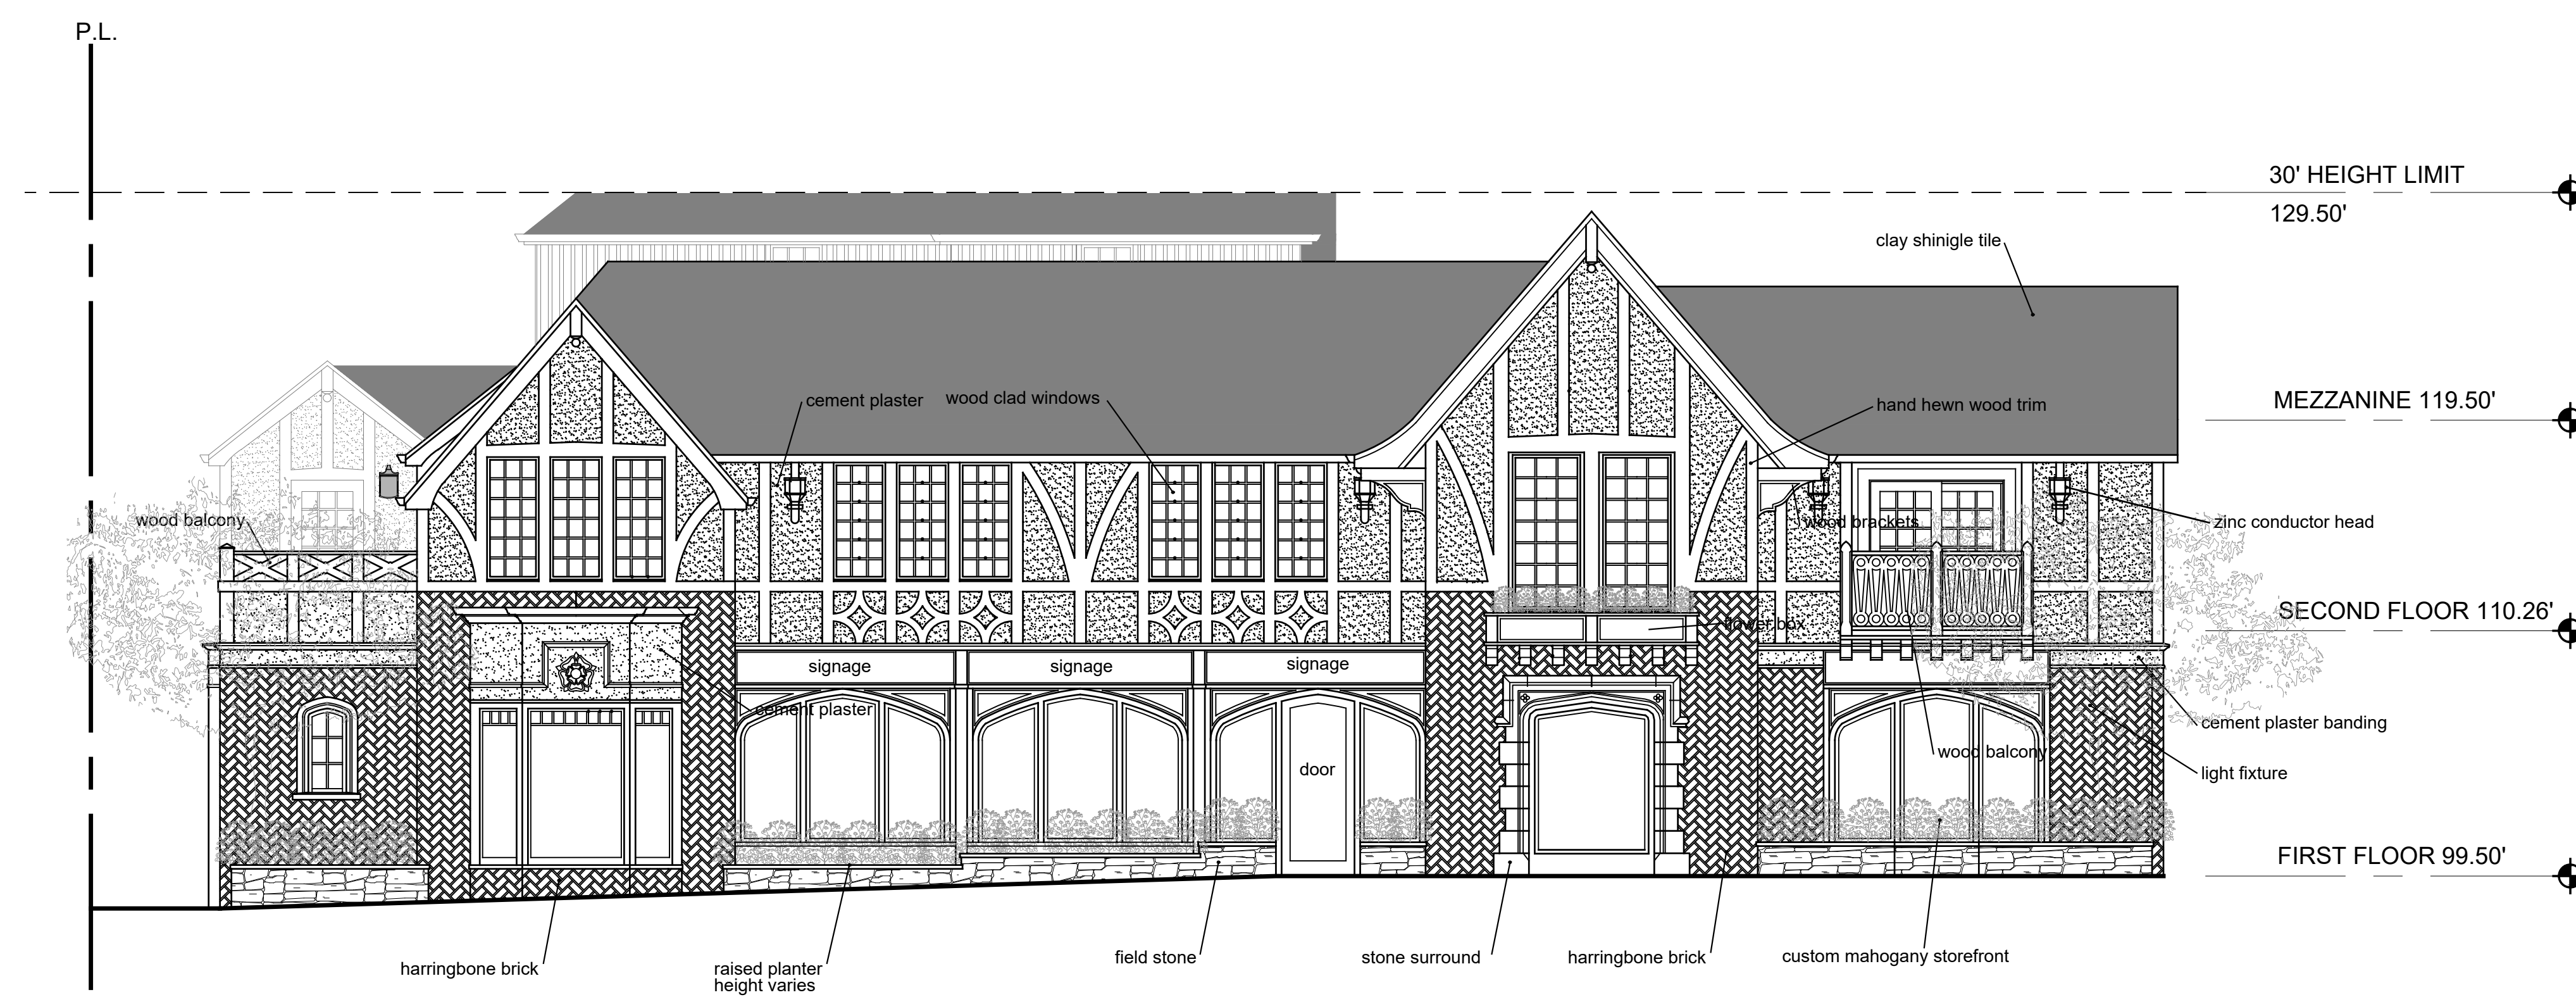 P.L.
30' HEIGHT LIMIT
129.50'
clay shinigle tile
MEZZANINE 119.50'
cement plaster
wood clad windows
hand hewn wood trim
wood balcony
wood brackets
zinc conductor head
SECOND FLOOR 110.26'
flower box
signage
signage
signage
cement plaster
cement plaster banding
wood balcony
door
light fixture
FIRST FLOOR 99.50'
harringbone brick
raised planter
height varies
field stone
stone surround
harringbone brick
custom mahogany storefront